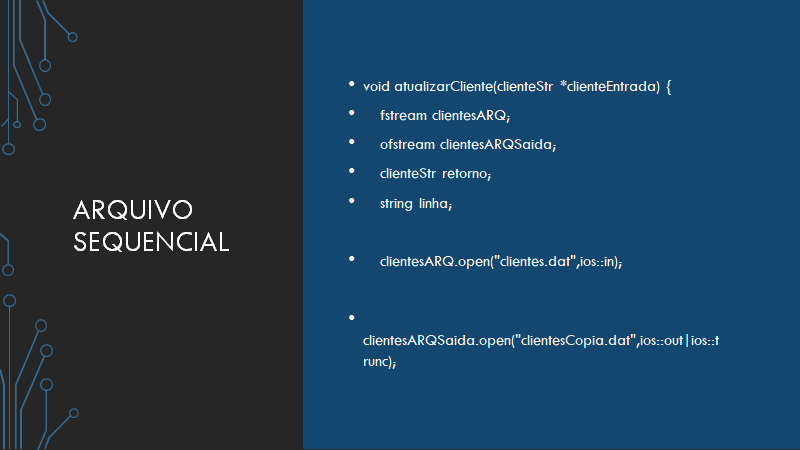 ARQUIVO
SEQUENCIAL
• void atualizarCliente(clienteStr *clienteEntrada) {
• fstream clientesARQ;
• ofstream clientesARQSaida;
• clienteStr retorno;
• string linha;
• clientesARQ.open("clientes.dat",ios::in);
•
clientesARQSaida.open("clientesCopia.dat",ios::out|ios::t
runc);